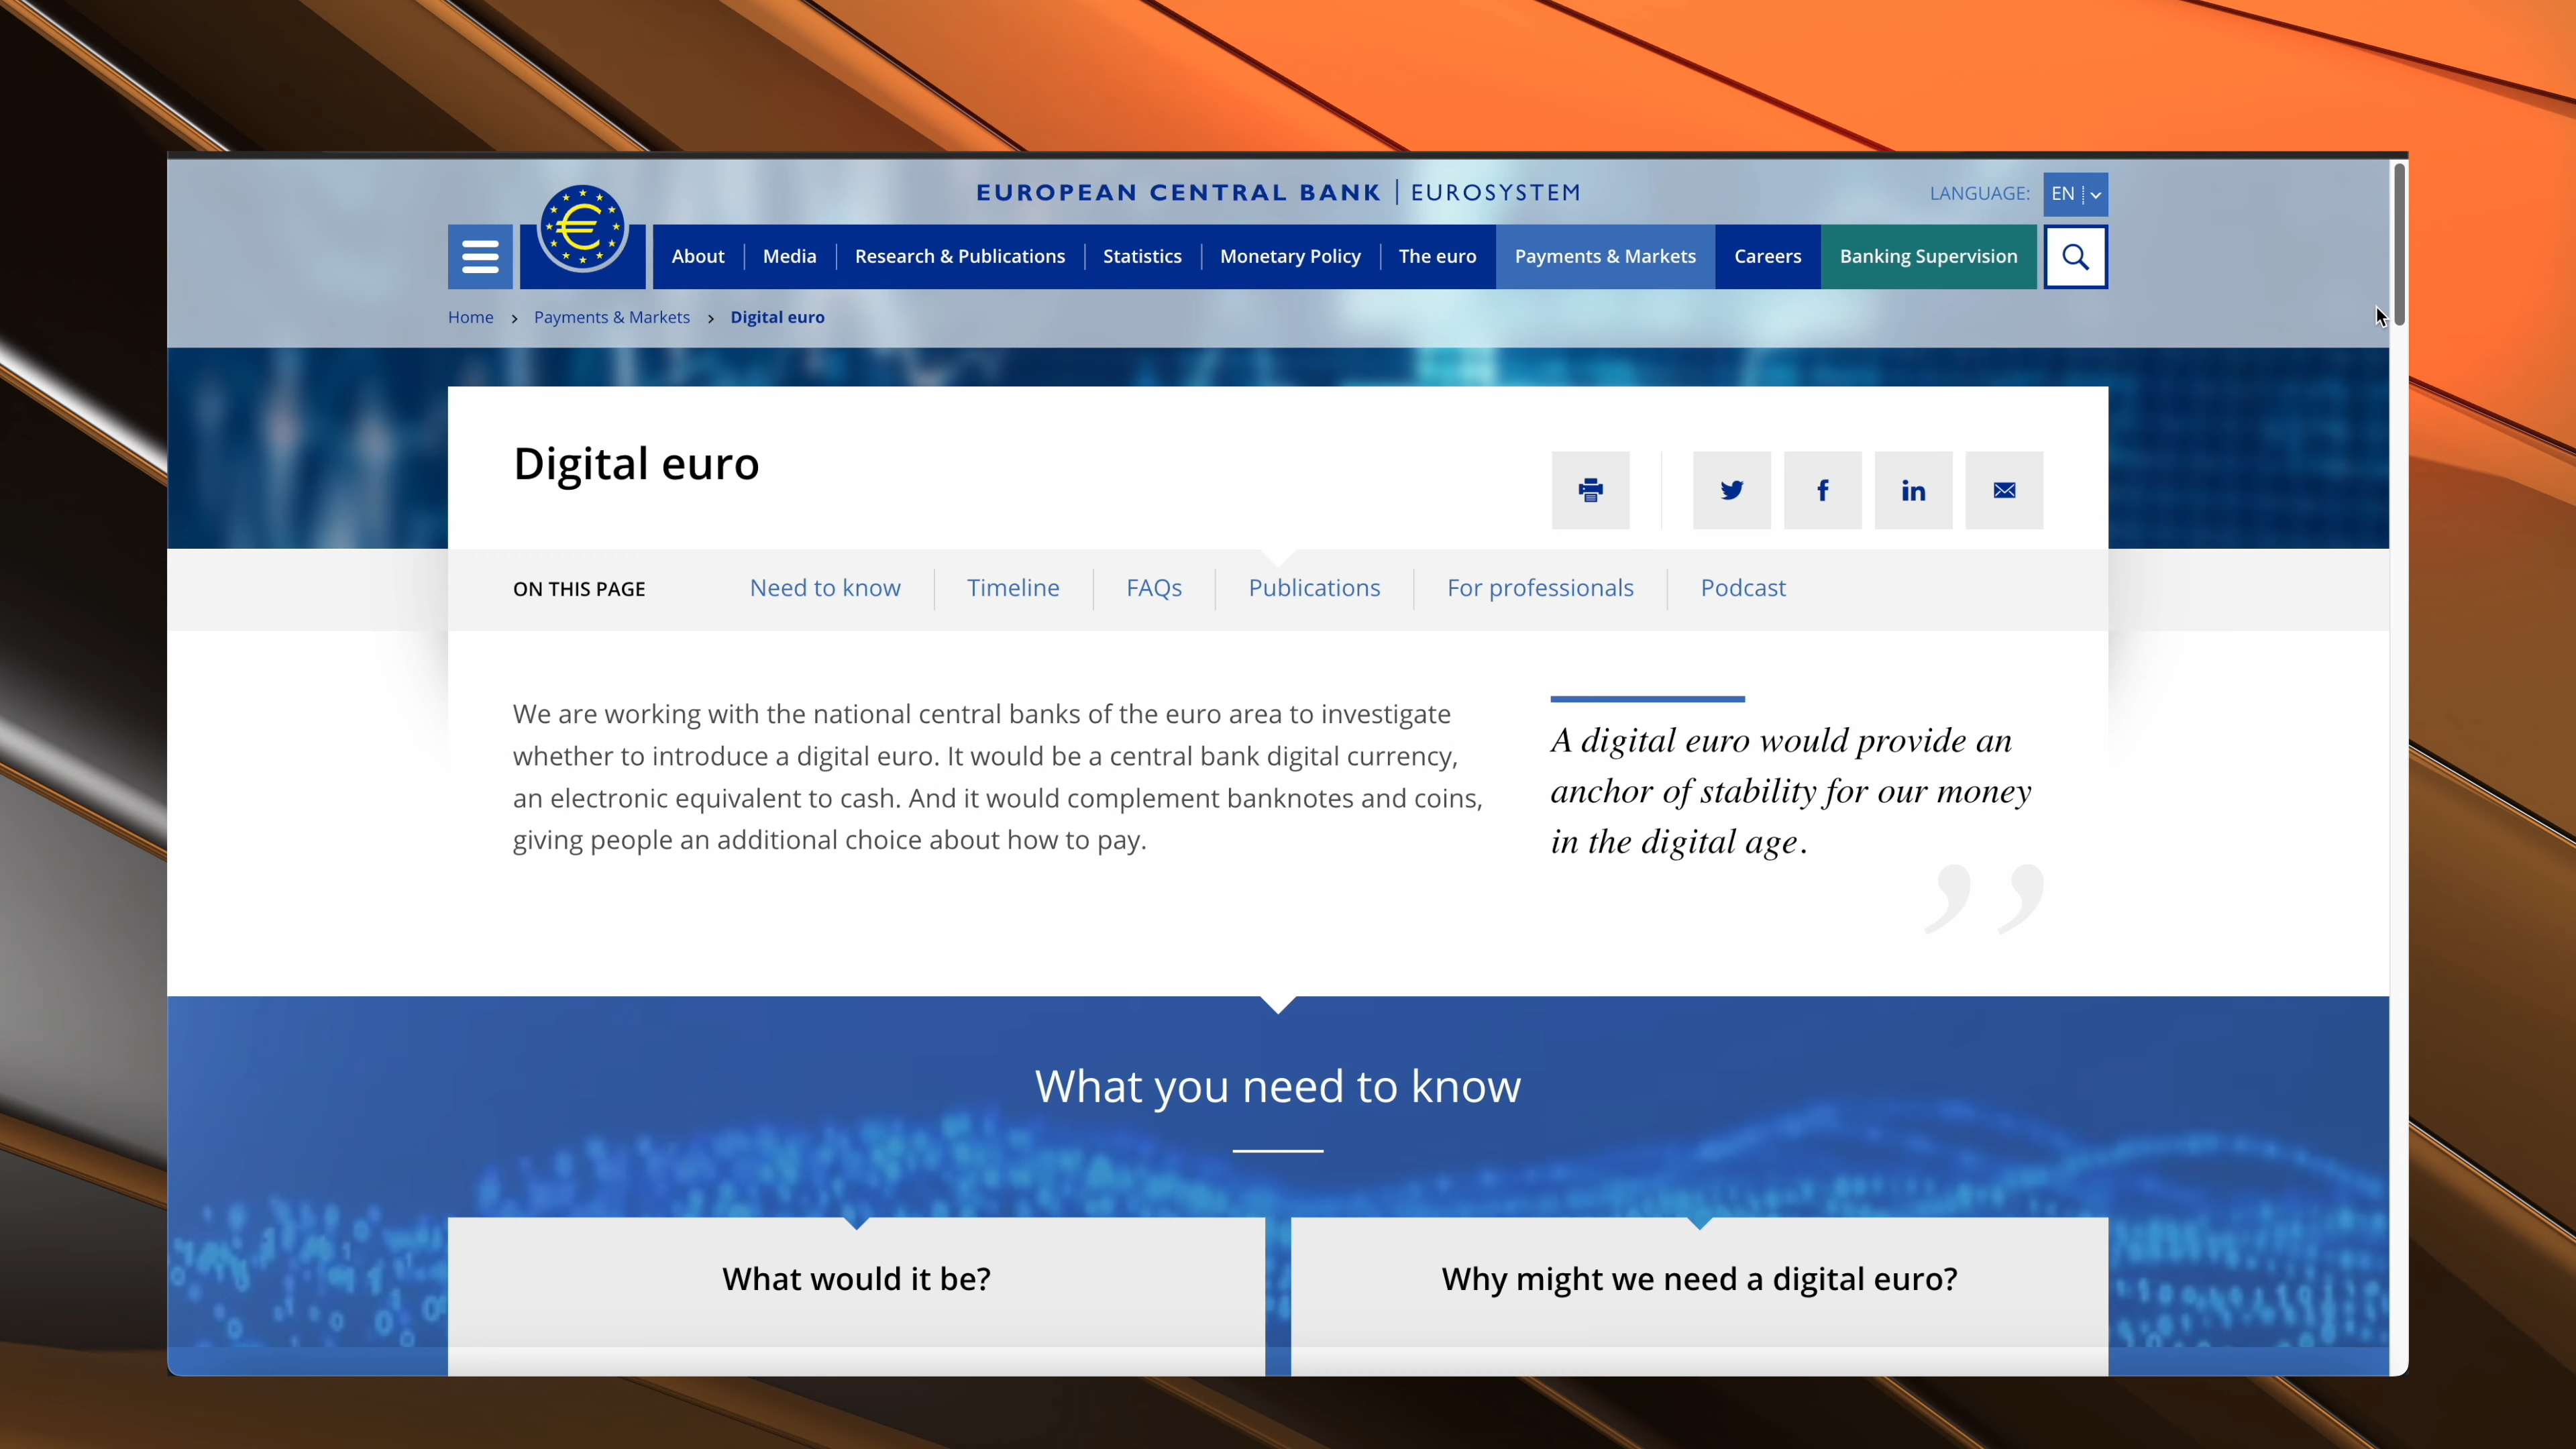 EUROPEAN CENTRAL BANK | EUROSYSTEM
LANGUAGE: EN
About Media Research & Publications Statistics Monetary Policy The euro Payments & Markets Careers Banking Supervision
Home > Payments & Markets > Digital euro
Digital euro
ON THIS PAGE Need to know Timeline FAQs Publications For professionals Podcast
We are working with the national central banks of the euro area to investigate
whether to introduce a digital euro. It would be a central bank digital currency,
an electronic equivalent to cash. And it would complement banknotes and coins,
giving people an additional choice about how to pay.
A digital euro would provide an
anchor of stability for our money
in the digital age.
What you need to know
What would it be?
Why might we need a digital euro?